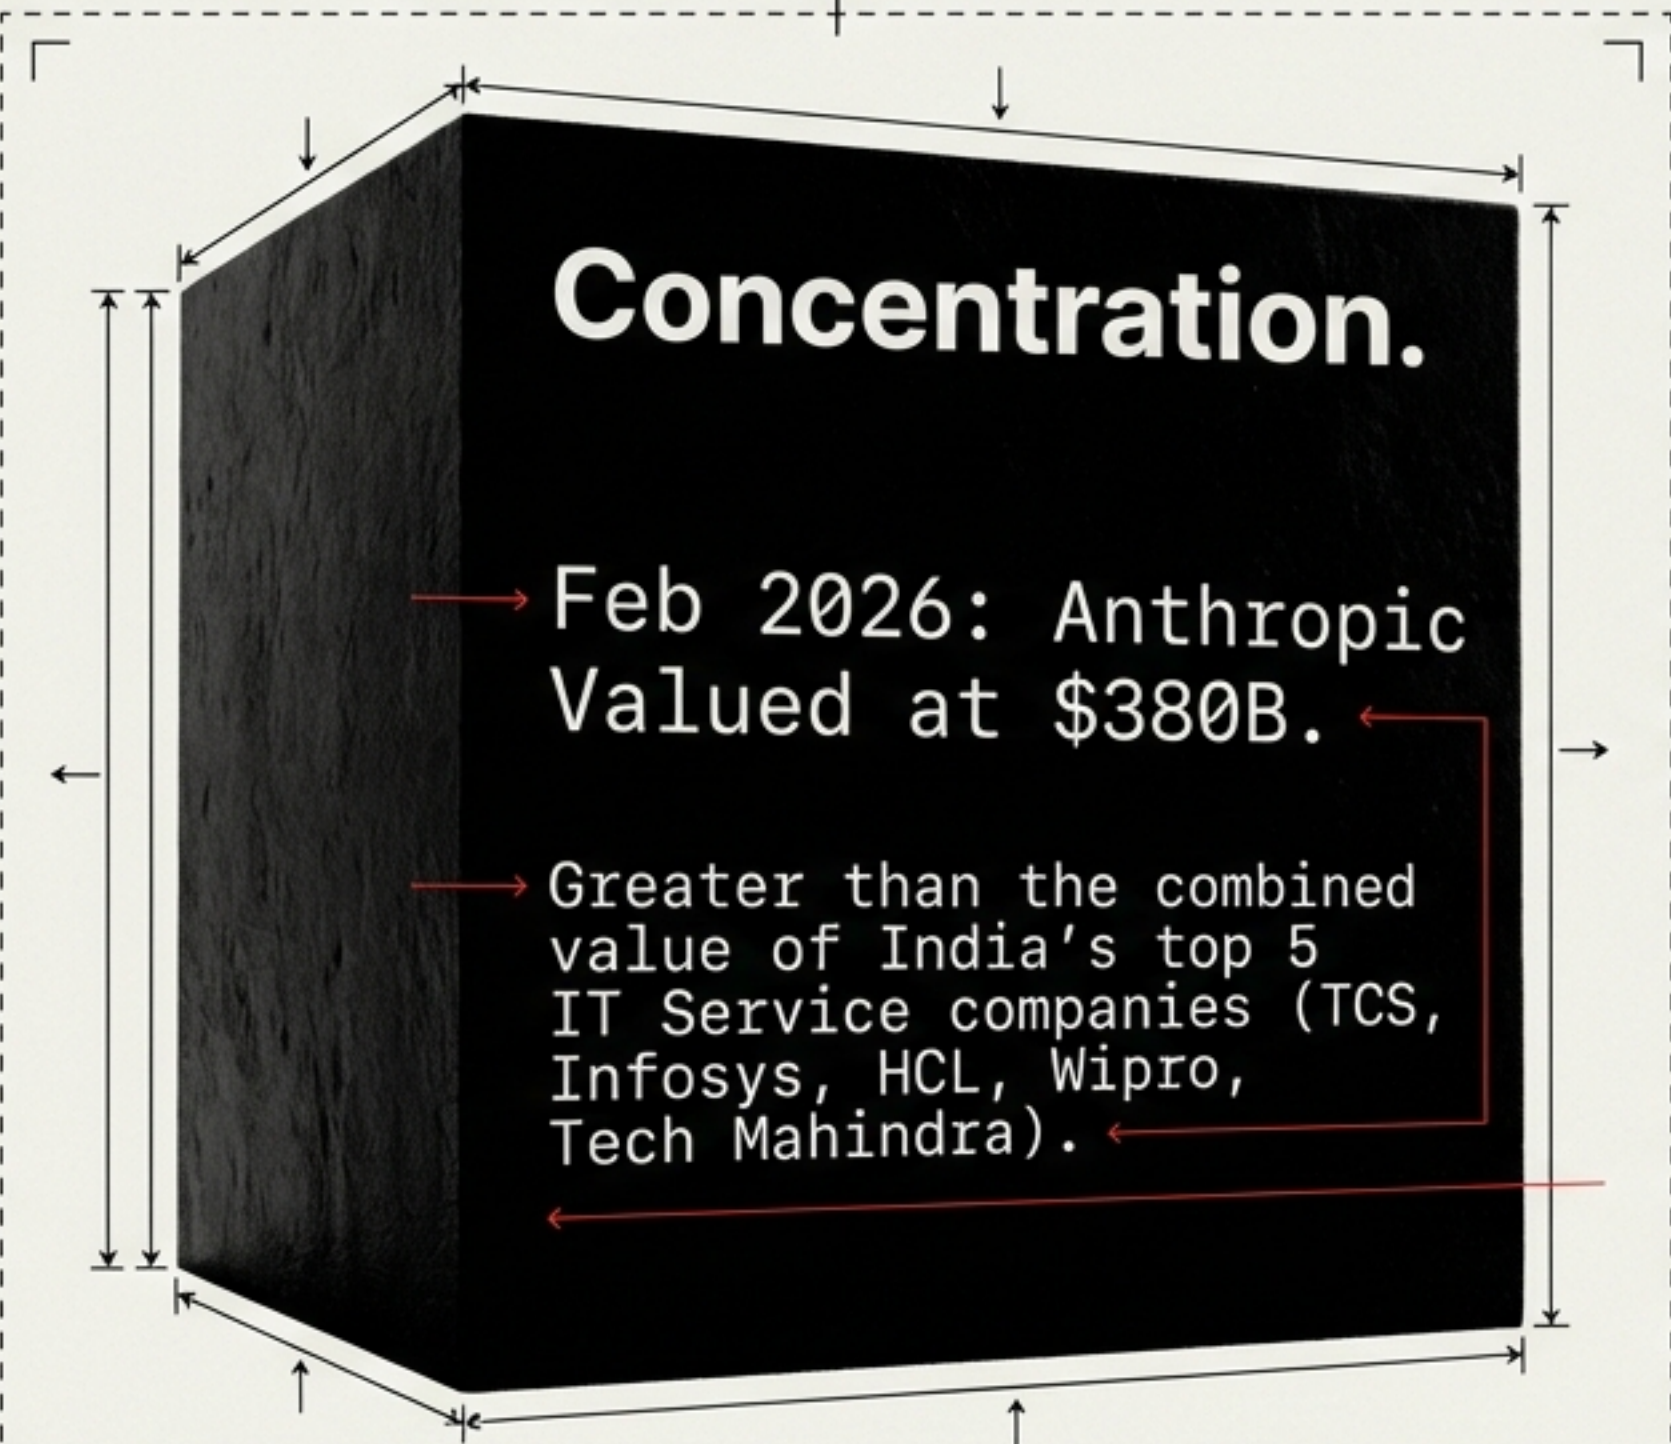 Concentration.
Feb 2026: Anthropic
Valued at $380B.
Greater than the combined
value of India’s top 5
IT Service companies (TCS,
Infosys, HCL, Wipro,
Tech Mahindra).